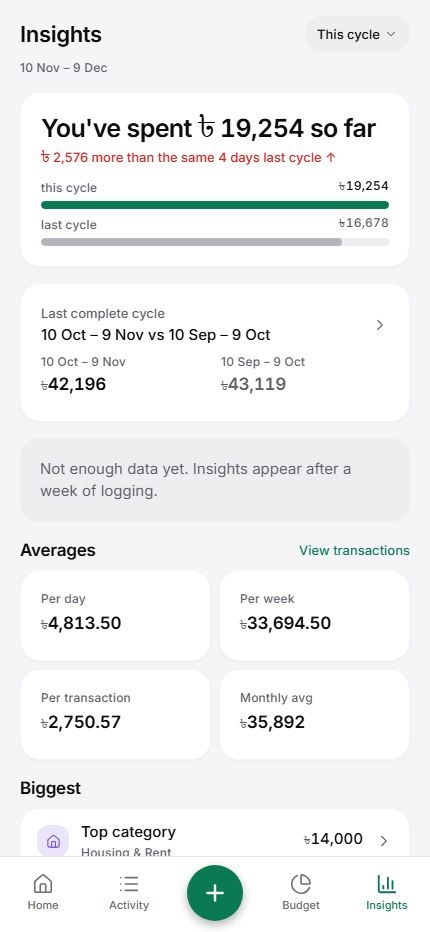 Insights
This cycle
10 Nov – 9 Dec
You've spent ৳ 19,254 so far
৳ 2,576 more than the same 4 days last cycle ↑
this cycle
৳19,254
last cycle
৳16,678
Last complete cycle
10 Oct – 9 Nov vs 10 Sep – 9 Oct
10 Oct – 9 Nov
10 Sep – 9 Oct
৳42,196
৳43,119
Not enough data yet. Insights appear after a
week of logging.
Averages
View transactions
Per day
Per week
৳4,813.50
৳33,694.50
Per transaction
Monthly avg
৳2,750.57
৳35,892
Biggest
Top category
৳14,000
Housing & Rent
Home
Activity
Budget
Insights